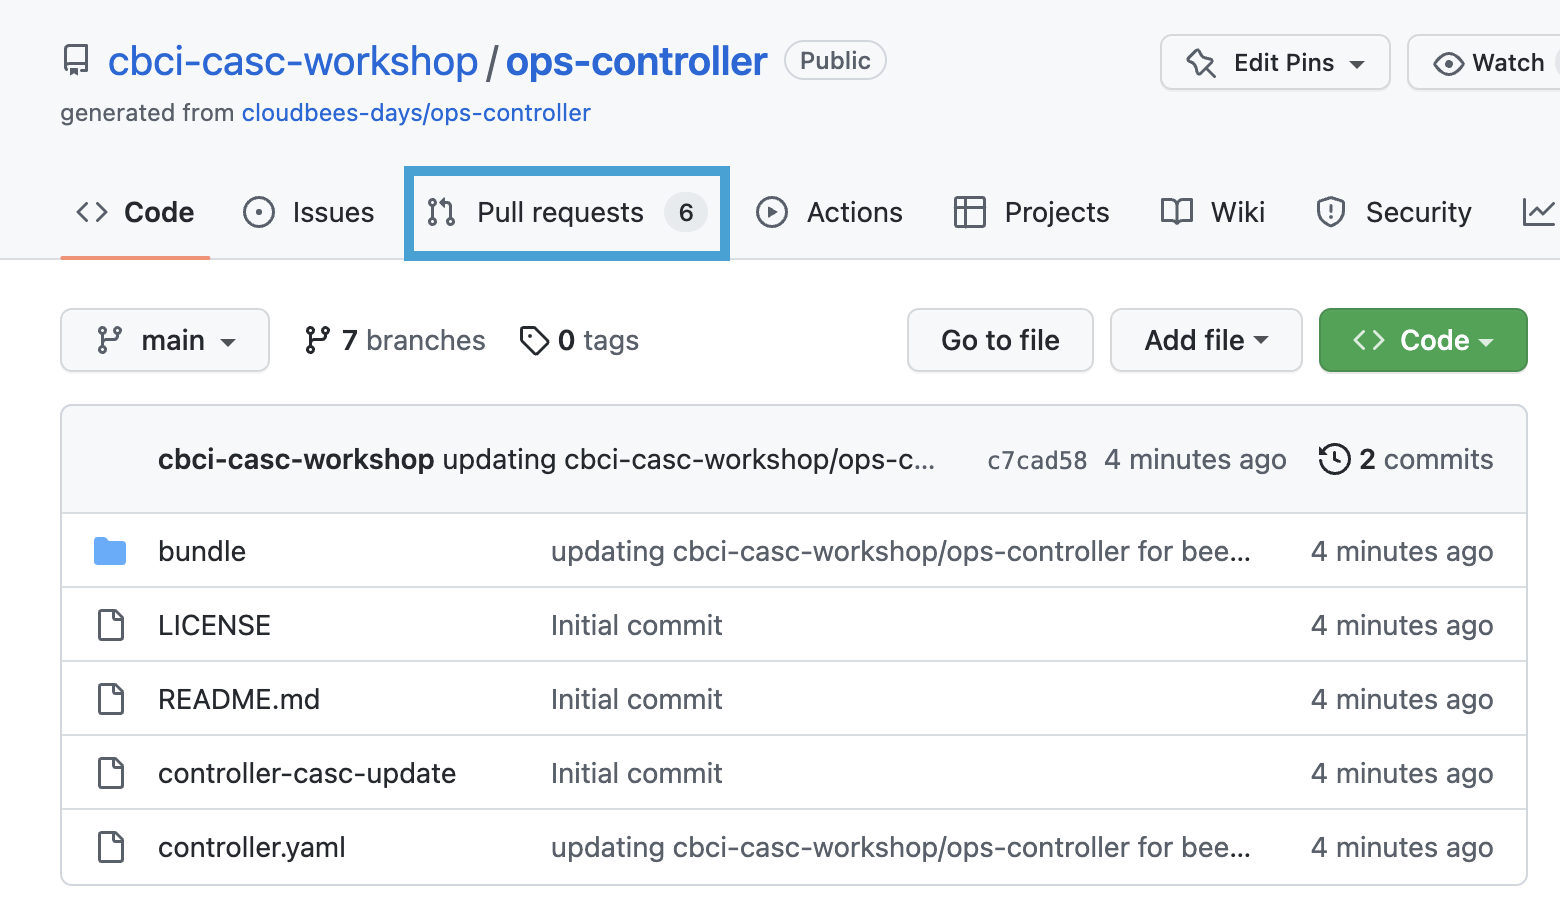 cbci-casc-workshop / ops-controller Public Edit Pins Watch
generated from cloudbees-days/ops-controller
Code Issues Pull requests 6 Actions Projects Wiki Security
main 7 branches 0 tags Go to file Add file Code
cbci-casc-workshop updating cbci-casc-workshop/ops-c... c7cad58 4 minutes ago 2 commits
bundle updating cbci-casc-workshop/ops-controller for bee... 4 minutes ago
LICENSE Initial commit 4 minutes ago
README.md Initial commit 4 minutes ago
controller-casc-update Initial commit 4 minutes ago
controller.yaml updating cbci-casc-workshop/ops-controller for bee... 4 minutes ago